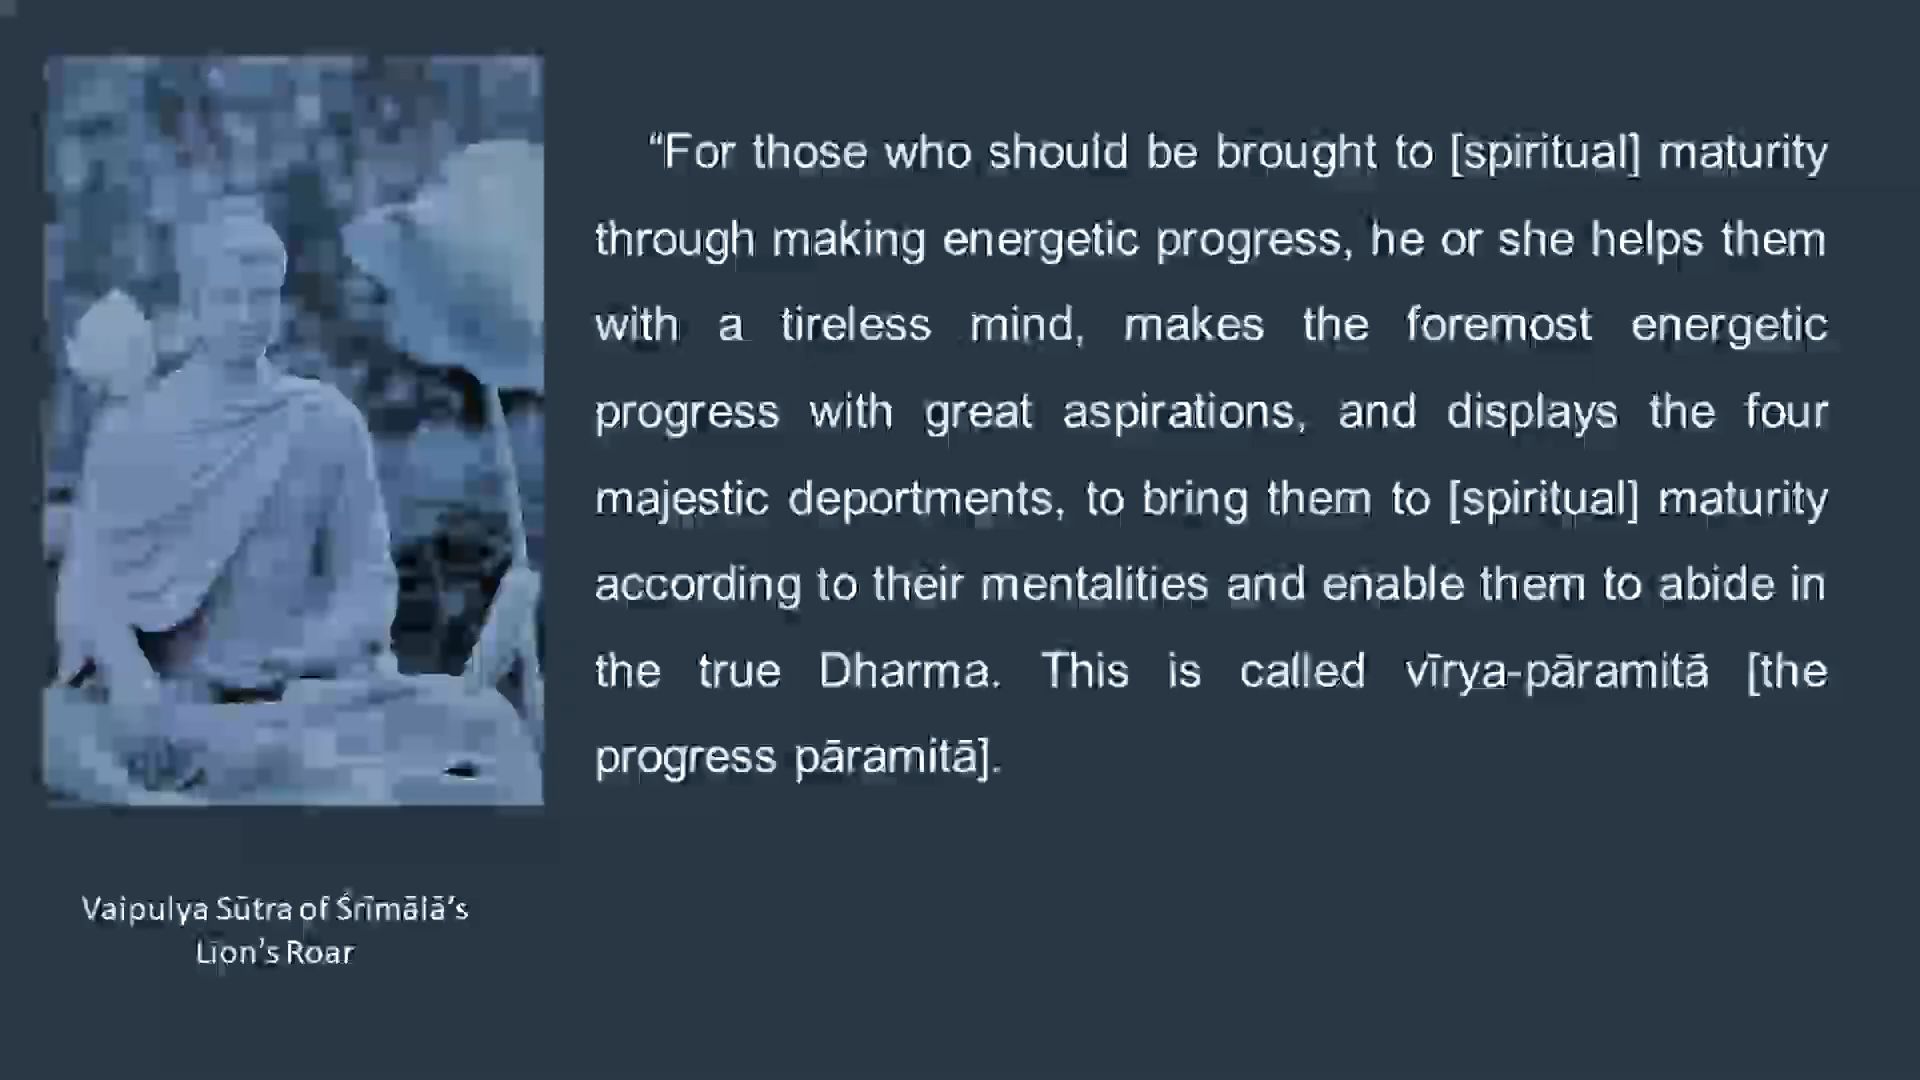 “For those who should be brought to [spiritual] maturity
through making energetic progress, he or she helps them
with a tireless mind, makes the foremost energetic
progress with great aspirations, and displays the four
majestic deportments, to bring them to [spiritual] maturity
according to their mentalities and enable them to abide in
the true Dharma. This is called vīrya-pāramitā [the
progress pāramitā].
Vaipulya Sūtra of Śrīmālā’s
Lion’s Roar